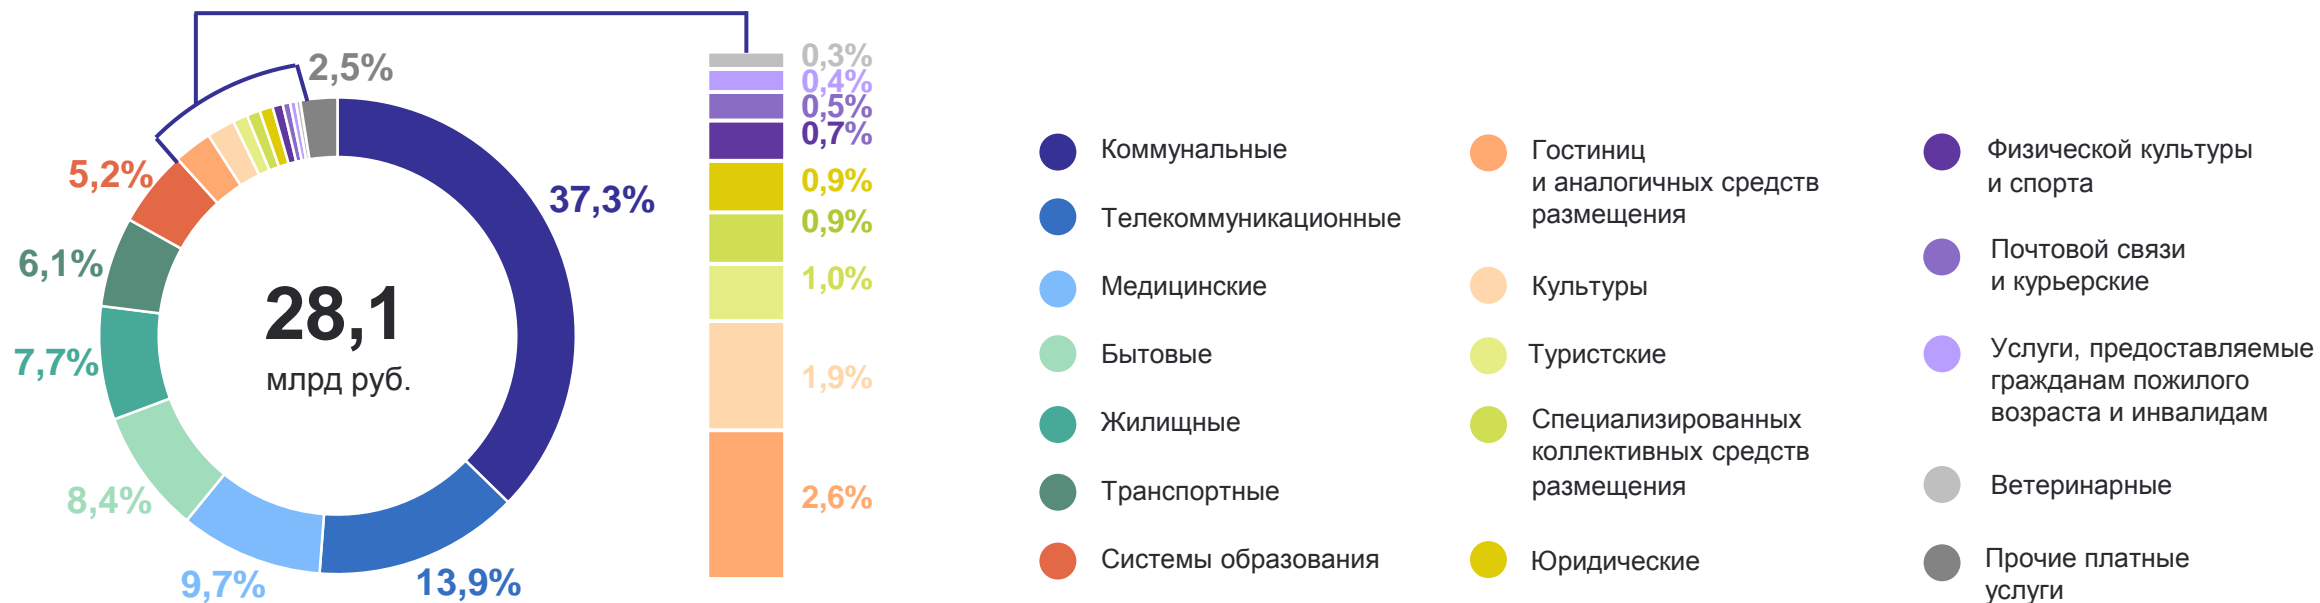 2,5%
37,3%
13,9%
9,7%
8,4%
7,7%
6,1%
5,2%
28,1
млрд руб.
0,3%
0,4%
0,5%
0,7%
0,9%
0,9%
1,0%
1,9%
2,6%
Коммунальные
Телекоммуникационные
Медицинские
Бытовые
Жилищные
Транспортные
Системы образования
Гостиниц
и аналогичных средств
размещения
Культуры
Туристские
Специализированных
коллективных средств
размещения
Юридические
Физической культуры
и спорта
Почтовой связи
и курьерские
Услуги, предоставляемые
гражданам пожилого
возраста и инвалидам
Ветеринарные
Прочие платные
услуги